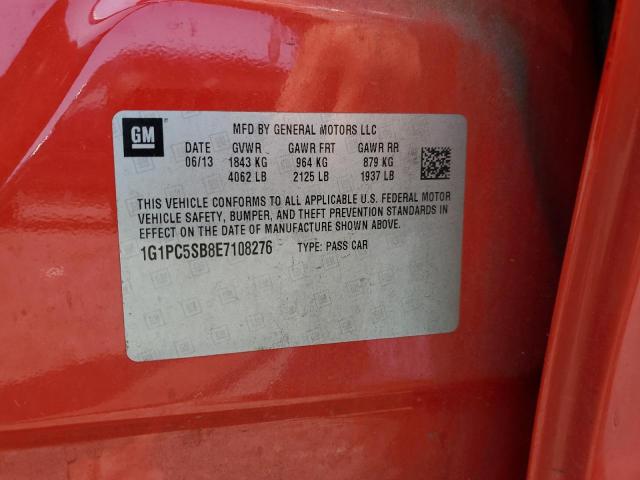 GM
MFD BY GENERAL MOTORS LLC
DATE GVWR GAWR FRT GAWR RR
06/13 1843 KG 964 KG 879 KG
4062 LB 2125 LB 1937 LB
THIS VEHICLE CONFORMS TO ALL APPLICABLE U.S. FEDERAL MOTOR
VEHICLE SAFETY, BUMPER, AND THEFT PREVENTION STANDARDS IN
EFFECT ON THE DATE OF MANUFACTURE SHOWN ABOVE.
1G1PC5SB8E7108276 TYPE: PASS CAR